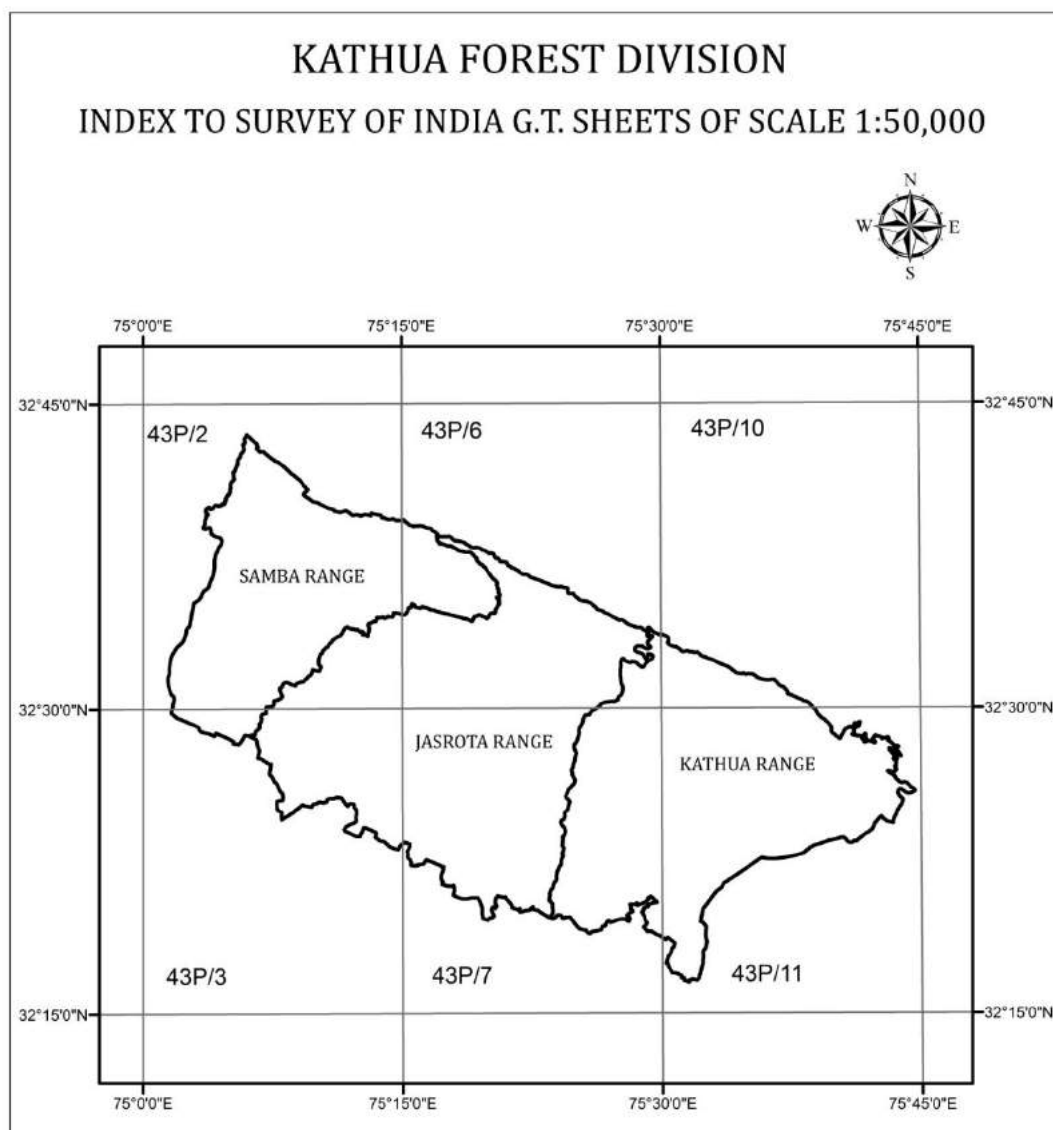 KATHUA FOREST DIVISION
INDEX TO SURVEY OF INDIA G.T. SHEETS OF SCALE 1:50,000
N
W E
S
75°0'0"E 75°15'0"E 75°30'0"E 75°45'0"E
32°45'0"N 32°45'0"N
43P/2 43P/6 43P/10
SAMBA RANGE
32°30'0"N 32°30'0"N
JASROTA RANGE
KATHUA RANGE
43P/3 43P/7 43P/11
32°15'0"N 32°15'0"N
75°0'0"E 75°15'0"E 75°30'0"E 75°45'0"E